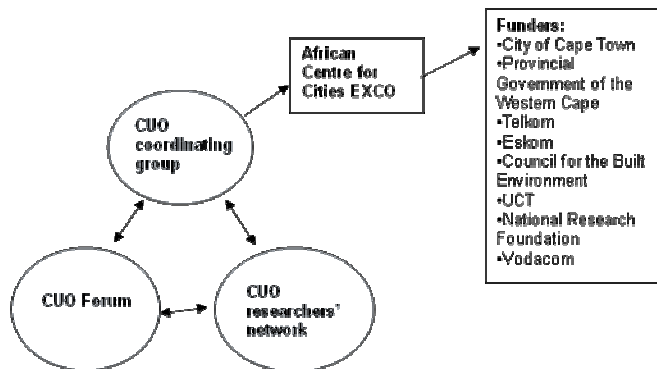 Funders:
•City of Cape Town
•Provincial
Government of the
Western Cape
•Telkom
•Eskom
•Council for the Built
Environment
•UCT
•National Research
Foundation
•Vodacom
African
Centre for
Cities EXCO
CUO
coordinating
group
CUO Forum
CUO
researchers'
network